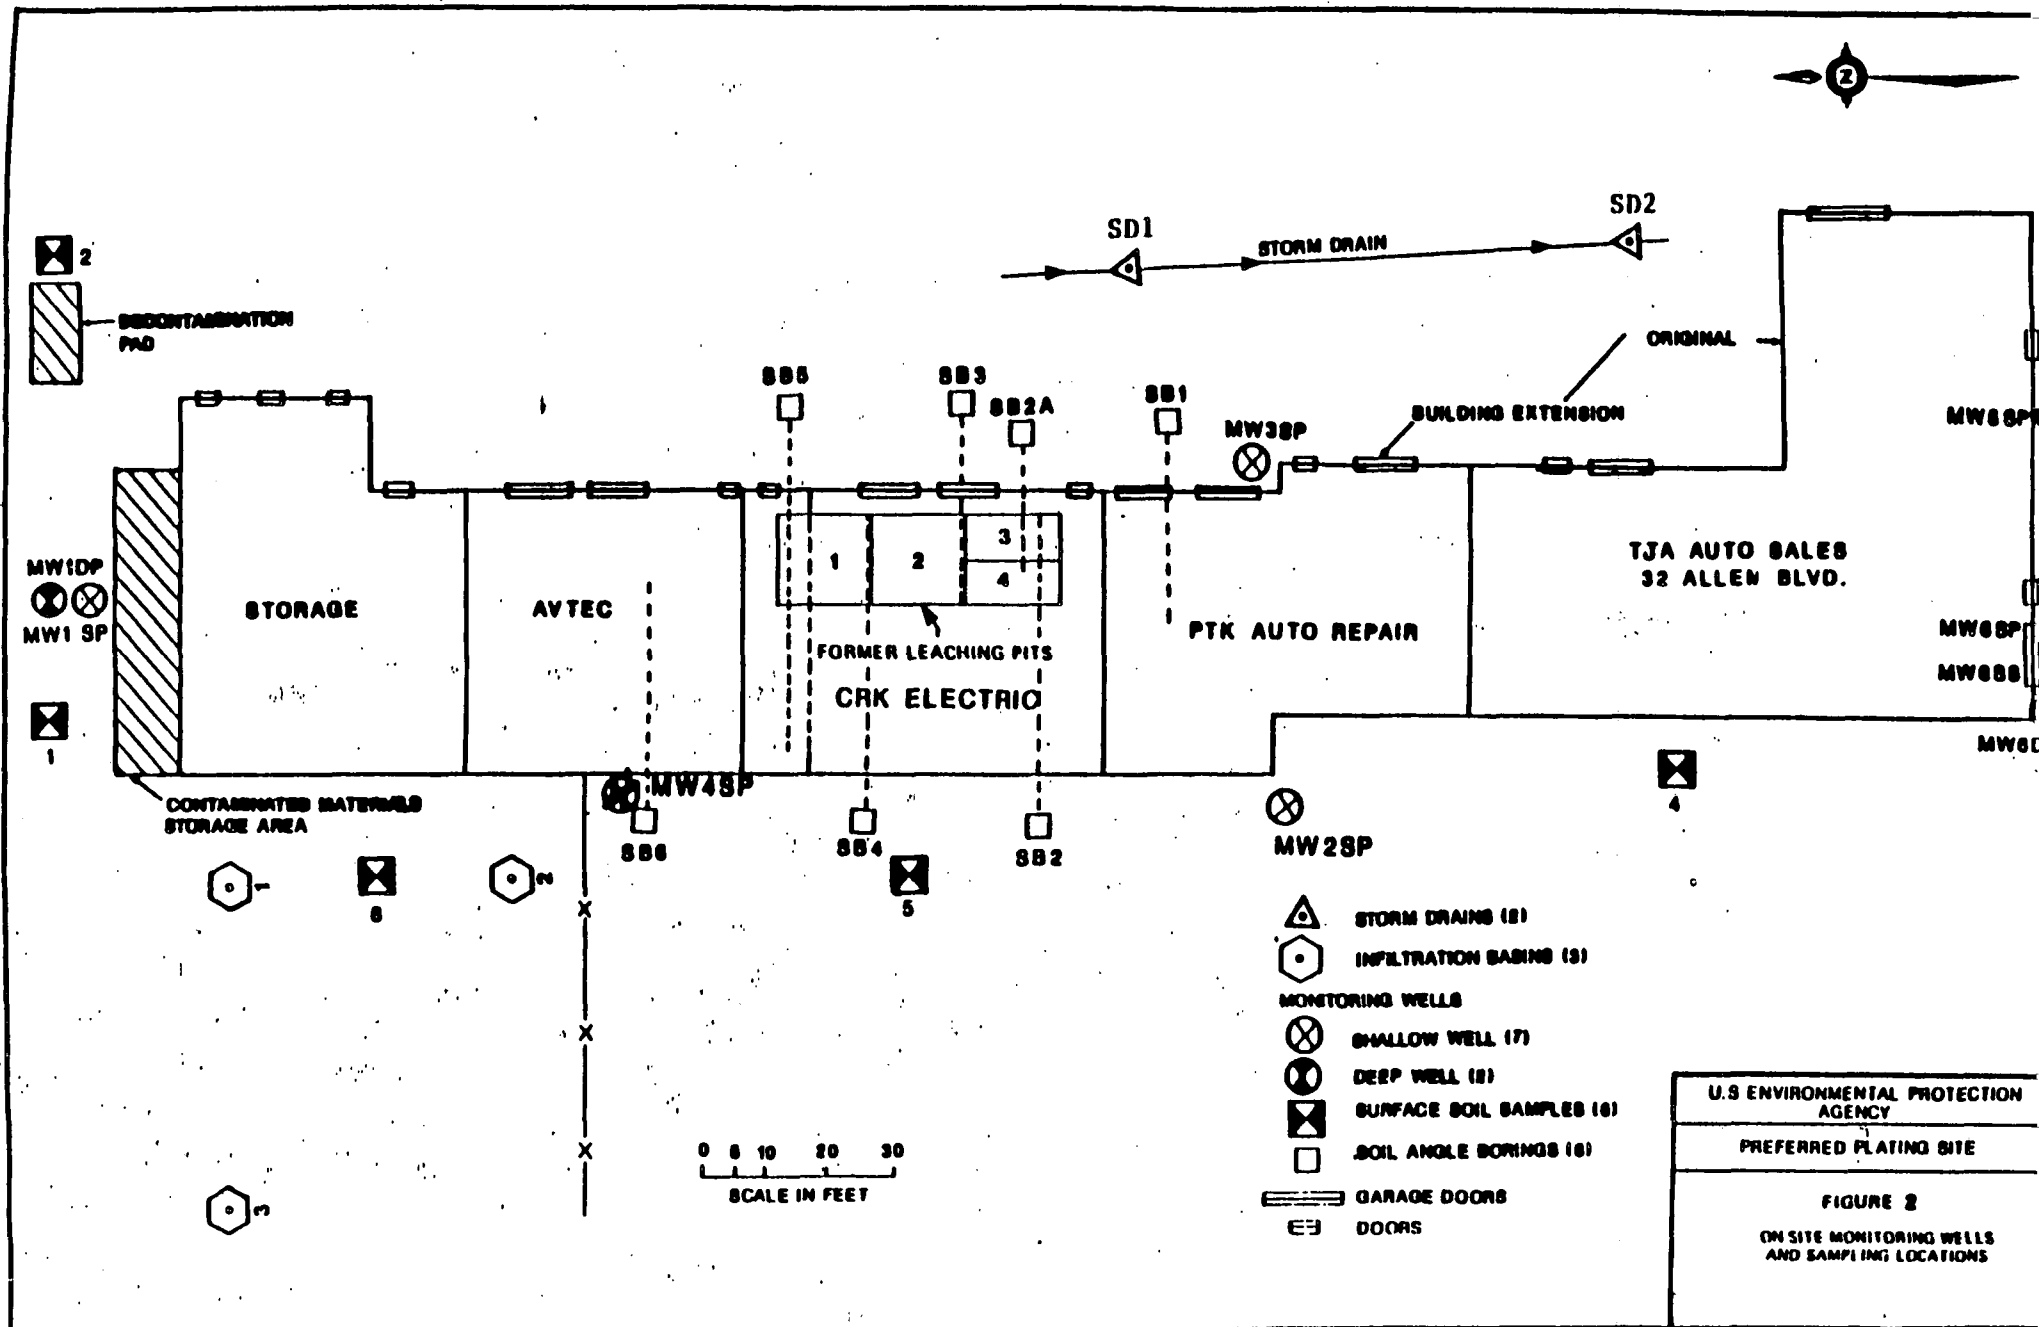 Z
SD1
SD2
STORM DRAIN
2
DECONTAMINATION
PAD
ORIGINAL
SB5
SB3
SB2A
SB1
MW3SP
BUILDING EXTENSION
MW1DP
MW1 SP
STORAGE
AVTEC
1
2
3
4
FORMER LEACHING PITS
CRK ELECTRIC
PTK AUTO REPAIR
TJA AUTO SALES
32 ALLEN BLVD.
MW6SP
1
MW4SP
4
CONTAMINATED MATERIALS
STORAGE AREA
SB6
SB4
SB2
MW2SP
1
2
5
X
X
X
3
STORM DRAINS (2)
INFILTRATION BASINS (3)
MONITORING WELLS
SHALLOW WELL (7)
DEEP WELL (2)
SURFACE SOIL SAMPLES (6)
SOIL ANGLE BORINGS (6)
GARAGE DOORS
DOORS
0 5 10 20 30
SCALE IN FEET
U.S ENVIRONMENTAL PROTECTION
AGENCY
PREFERRED PLATING SITE
FIGURE 2
ON SITE MONITORING WELLS
AND SAMPLING LOCATIONS